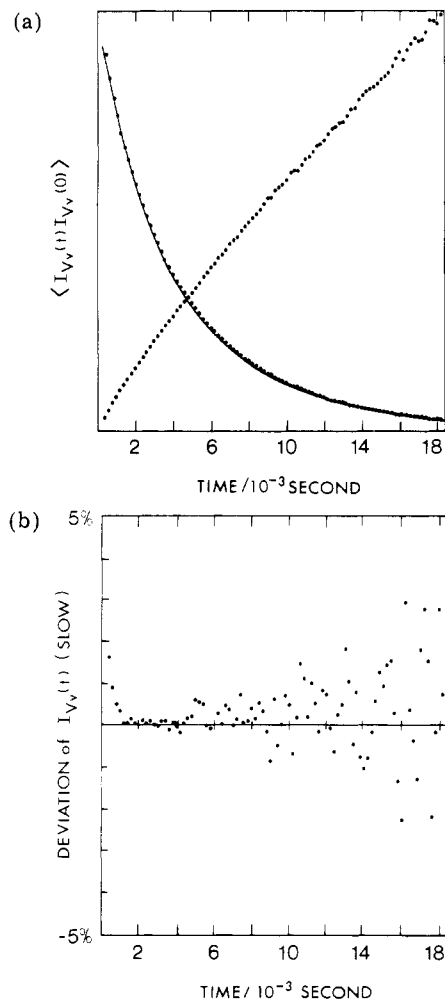 (a)
⟨I_Vv(t) I_Vv(0)⟩
2 6 10 14 18
TIME/10⁻³ SECOND
(b)
5%
DEVIATION of I_Vv(t) (SLOW)
-5%
2 6 10 14 18
TIME/ 10⁻³ SECOND